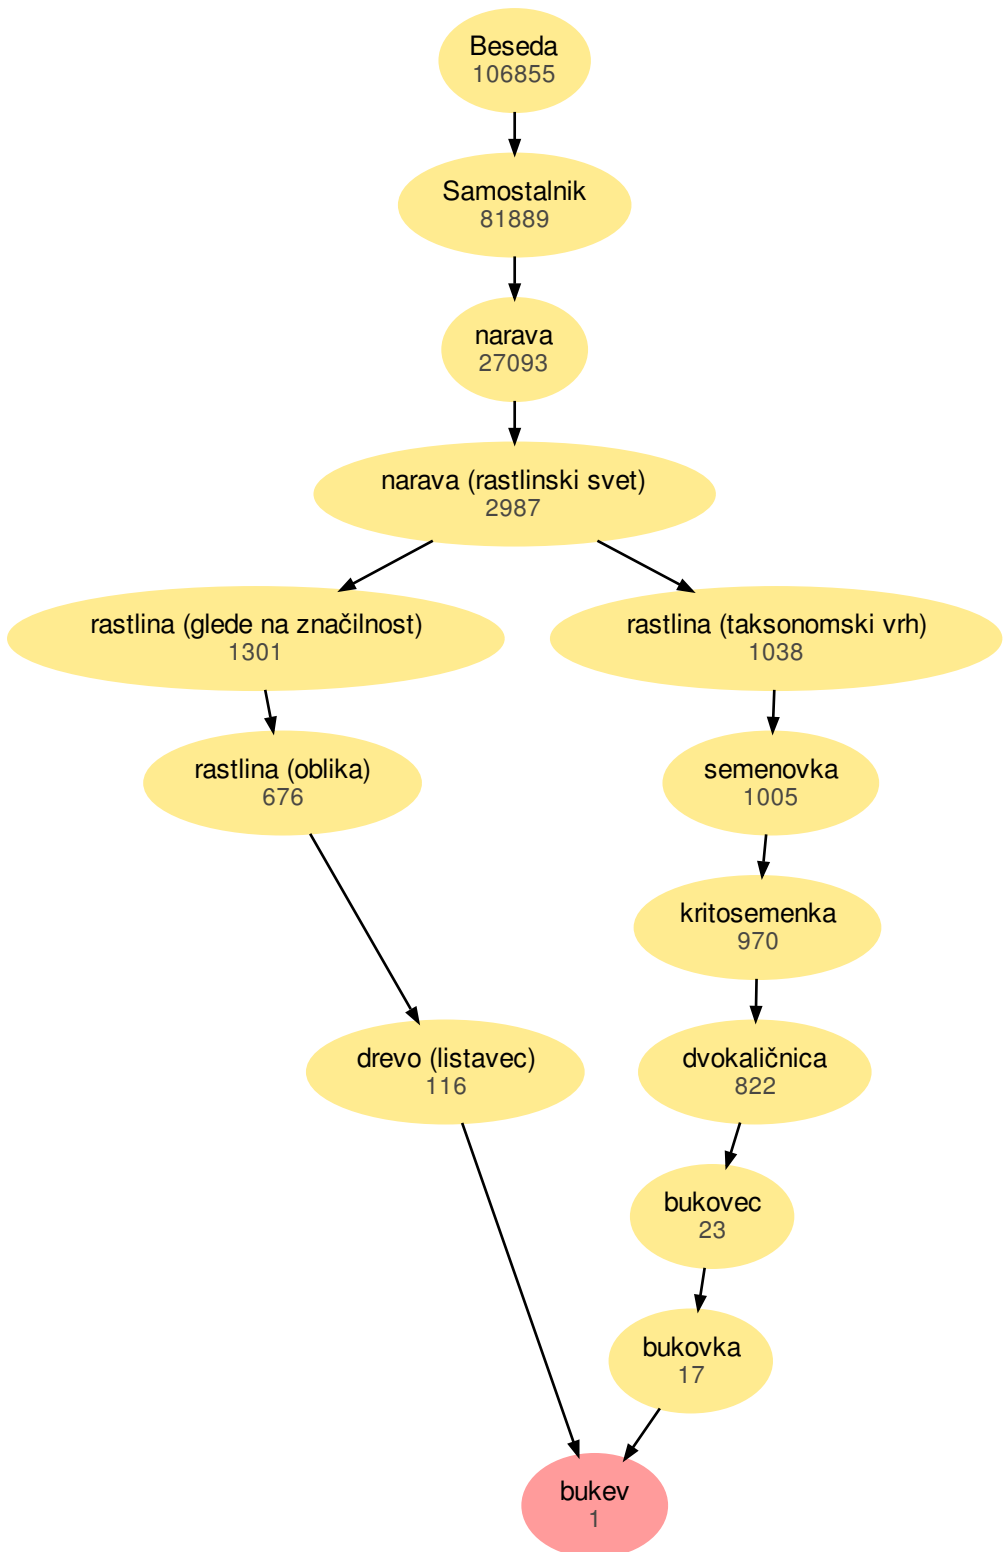 Beseda
106855
Samostalnik
81889
narava
27093
narava (rastlinski svet)
2987
rastlina (glede na značilnost)
1301
rastlina (taksonomski vrh)
1038
rastlina (oblika)
676
semenovka
1005
kritosemenka
970
drevo (listavec)
116
dvokaličnica
822
bukovec
23
bukovka
17
bukev
1